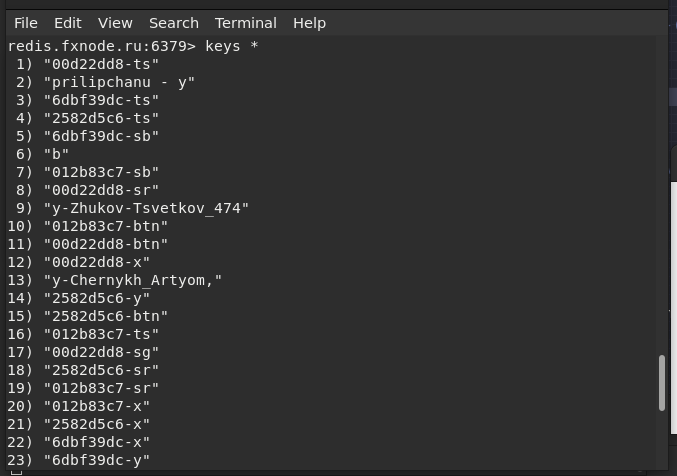 File Edit View Search Terminal Help
redis.fxnode.ru:6379> keys *
1) "00d22dd8-ts"
2) "prilipchanu - y"
3) "6dbf39dc-ts"
4) "2582d5c6-ts"
5) "6dbf39dc-sb"
6) "b"
7) "012b83c7-sb"
8) "00d22dd8-sr"
9) "y-Zhukov-Tsvetkov_474"
10) "012b83c7-btn"
11) "00d22dd8-btn"
12) "00d22dd8-x"
13) "y-Chernykh_Artyom,"
14) "2582d5c6-y"
15) "2582d5c6-btn"
16) "012b83c7-ts"
17) "00d22dd8-sg"
18) "2582d5c6-sr"
19) "012b83c7-sr"
20) "012b83c7-x"
21) "2582d5c6-x"
22) "6dbf39dc-x"
23) "6dbf39dc-y"